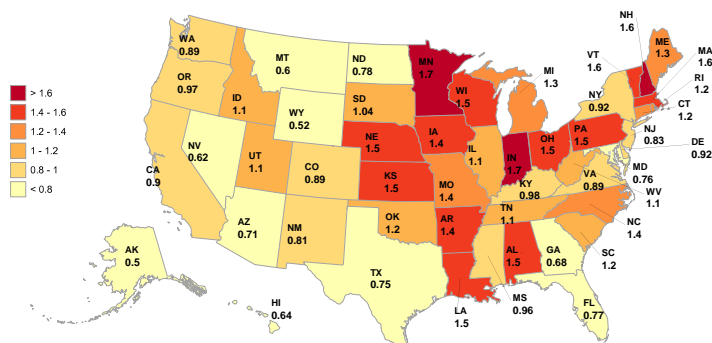 > 1.6
1.4 - 1.6
1.2 - 1.4
1 - 1.2
0.8 - 1
< 0.8
WA
0.89
OR
0.97
CA
0.9
ID
1.1
NV
0.62
MT
0.6
WY
0.52
UT
1.1
AZ
0.71
CO
0.89
NM
0.81
ND
0.78
SD
1.04
NE
1.5
KS
1.5
OK
1.2
TX
0.75
MN
1.7
IA
1.4
MO
1.4
AR
1.4
LA
1.5
WI
1.5
IL
1.1
MI
1.3
IN
1.7
OH
1.5
KY
0.98
TN
1.1
MS
0.96
AL
1.5
GA
0.68
FL
0.77
SC
1.2
NC
1.4
VA
0.89
WV
1.1
MD
0.76
DE
0.92
NJ
0.83
PA
1.5
NY
0.92
CT
1.2
RI
1.2
MA
1.6
VT
1.6
NH
1.6
ME
1.3
AK
0.5
HI
0.64